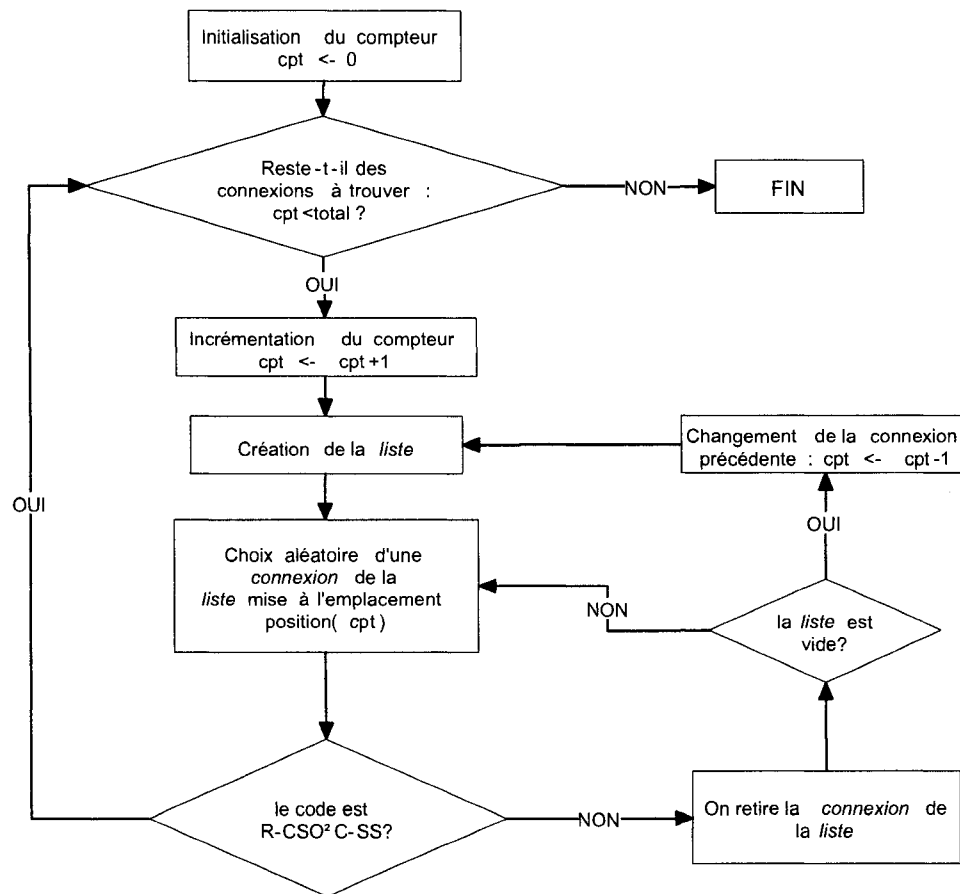 Initialisation du compteur
cpt <- 0
Reste-t-il des
connexions à trouver :
cpt<total ?
NON
FIN
OUI
Incrémentation du compteur
cpt <- cpt+1
Création de la liste
Changement de la connexion
précédente : cpt <- cpt-1
OUI
OUI
Choix aléatoire d'une
connexion de la
liste mise à l'emplacement
position( cpt)
NON
la liste est
vide?
le code est
R-CSO²C-SS?
NON
On retire la connexion de
la liste